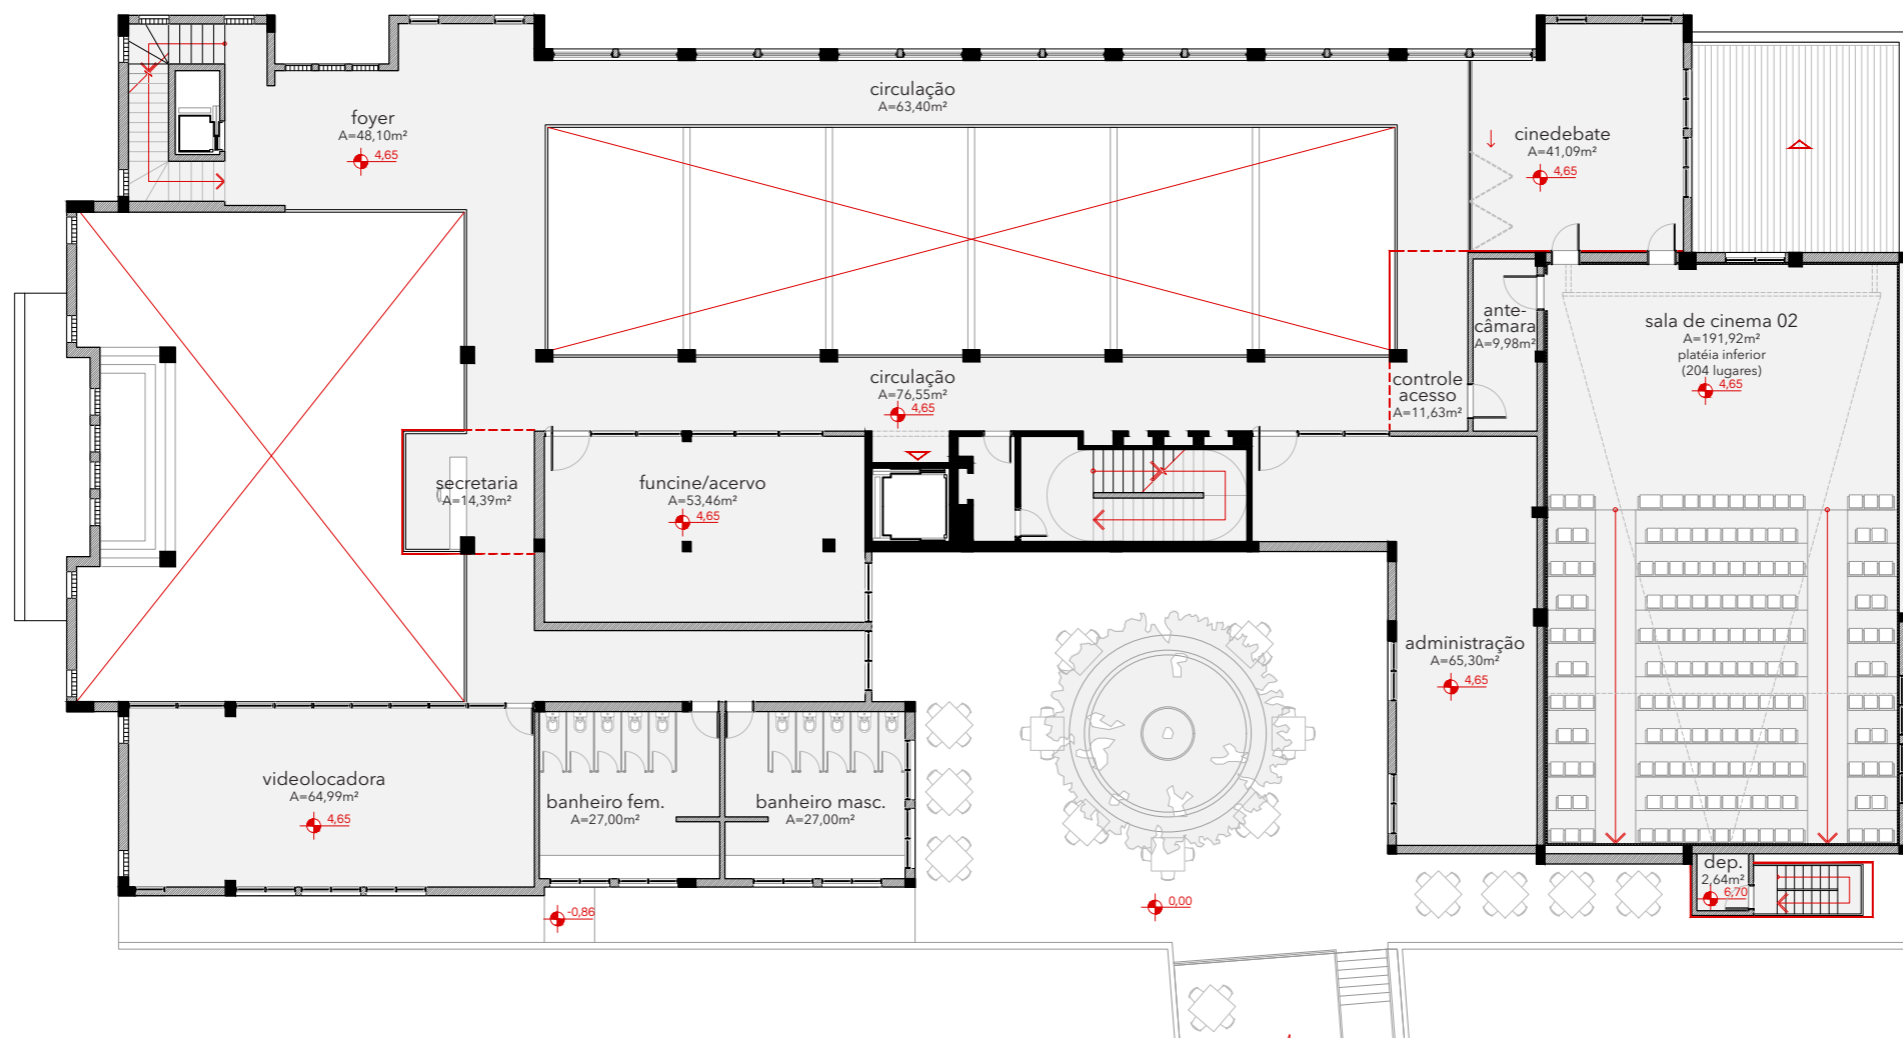 circulação
A=63,40m²
foyer
A=48,10m²
4,65
cinedebate
A=41,09m²
4,65
ante-
câmara
A=9,98m²
sala de cinema 02
A=191,92m²
platéia inferior
(204 lugares)
4,65
circulação
A=76,55m²
4,65
controle
acesso
A=11,63m²
secretaria
A=14,39m²
funcine/acervo
A=53,46m²
4,65
administração
A=65,30m²
4,65
videolocadora
A=64,99m²
4,65
banheiro fem.
A=27,00m²
banheiro masc.
A=27,00m²
dep.
2,64m²
6,70
-0,86
0,00